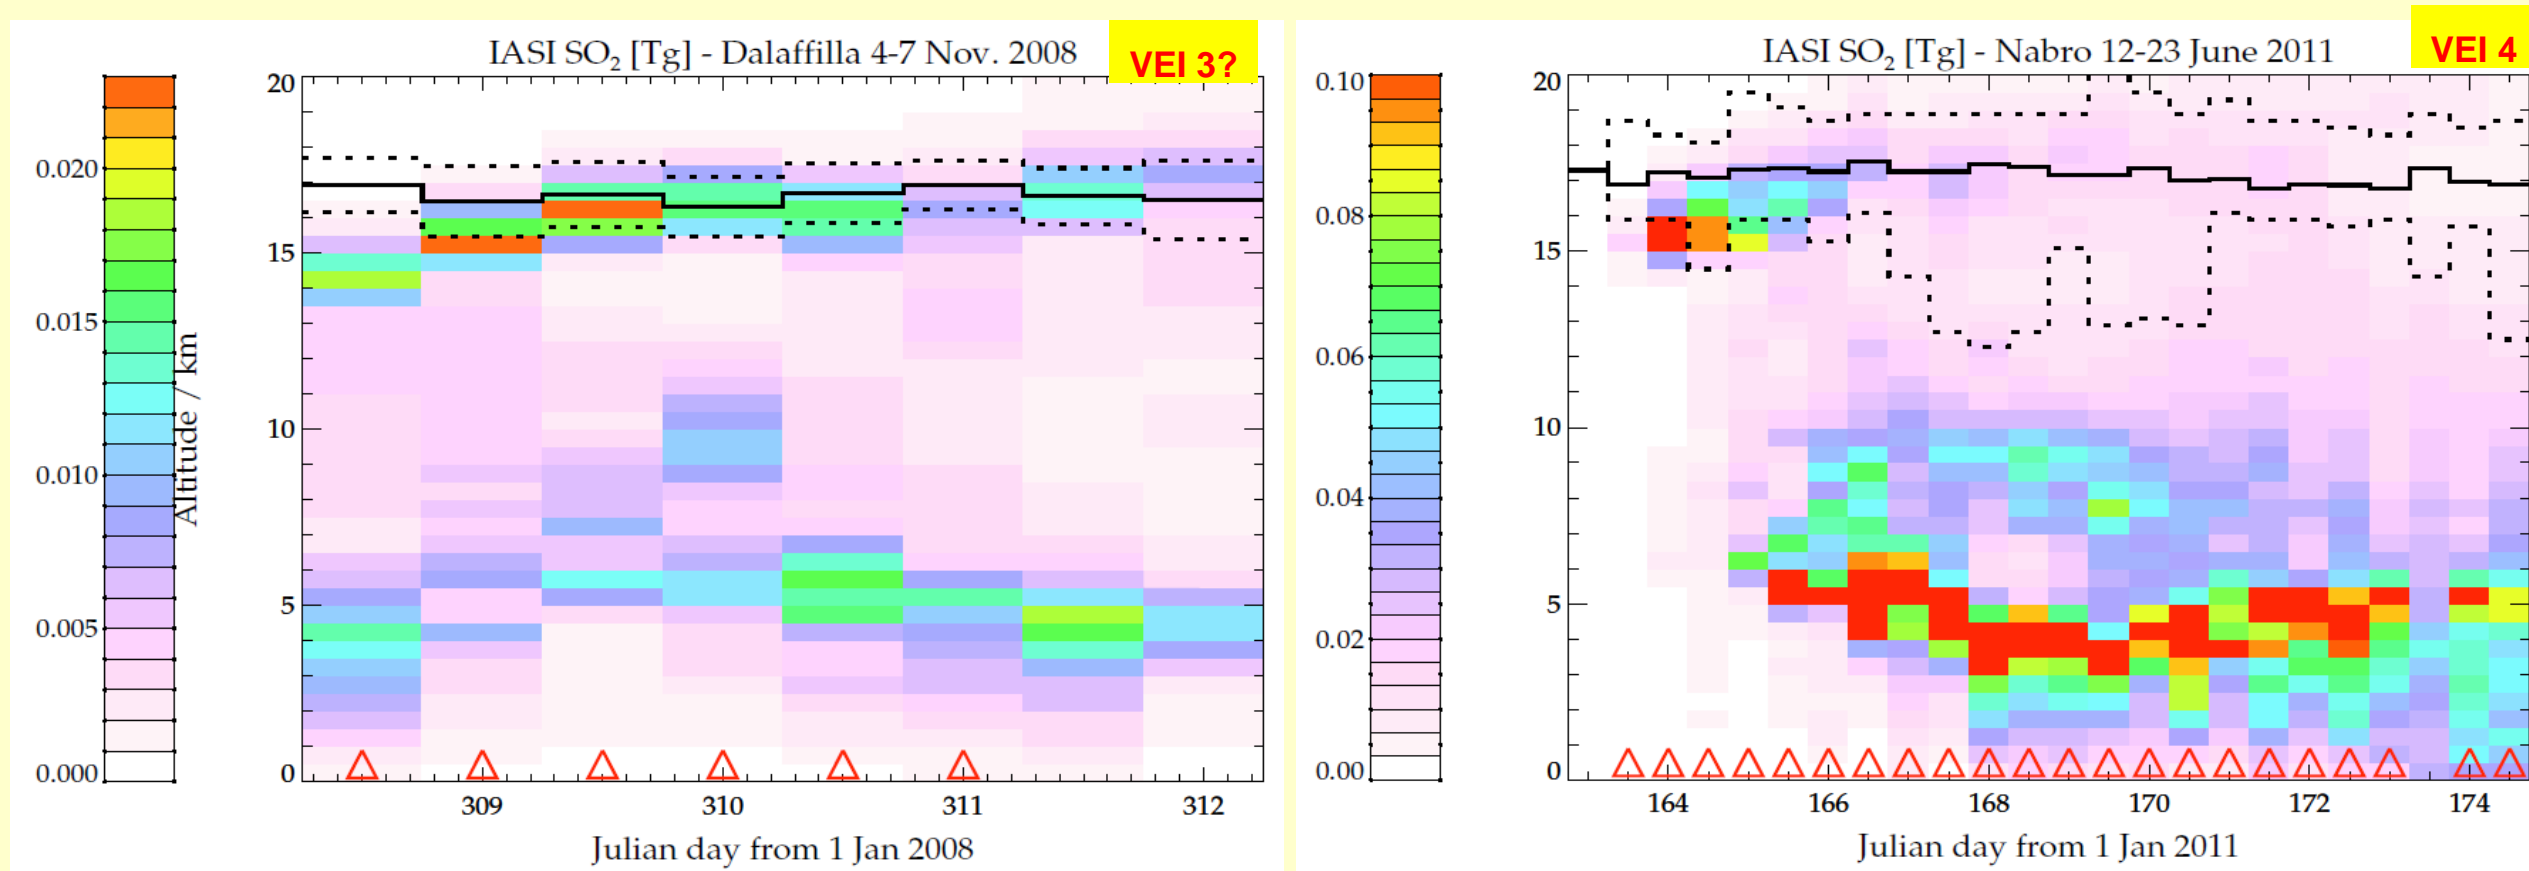 IASI SO₂ [Tg] - Dalaffilla 4-7 Nov. 2008
VEI 3?
0.020
0.015
0.010
0.005
0.000
Altitude / km
20
15
10
5
0
309 310 311 312
Julian day from 1 Jan 2008
IASI SO₂ [Tg] - Nabro 12-23 June 2011
VEI 4
0.10
0.08
0.06
0.04
0.02
0.00
20
15
10
5
0
164 166 168 170 172 174
Julian day from 1 Jan 2011